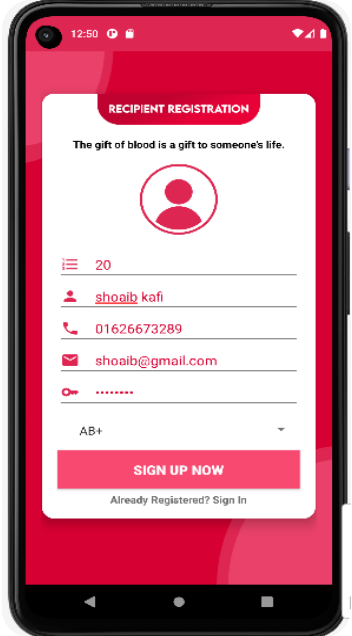 12:50
RECIPIENT REGISTRATION
The gift of blood is a gift to someone's life.
20
shoaib kafi
01626673289
shoaib@gmail.com
••••••••
AB+
SIGN UP NOW
Already Registered? Sign In